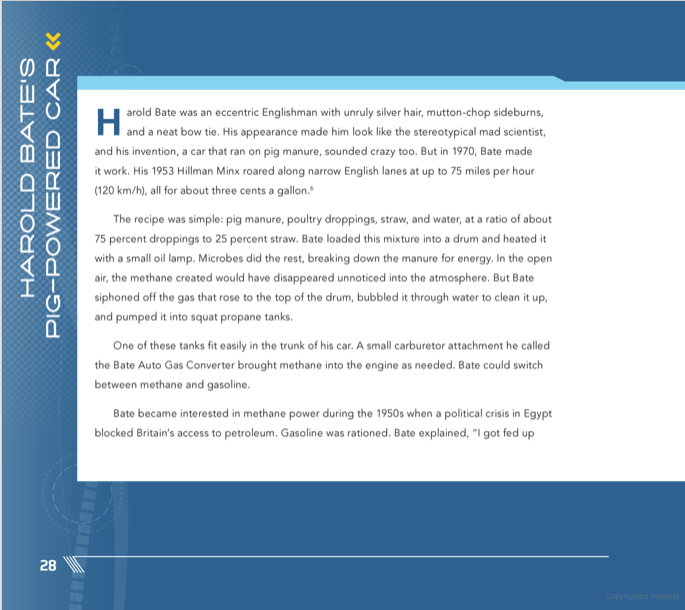 HAROLD BATE'S
PIG-POWERED CAR
Harold Bate was an eccentric Englishman with unruly silver hair, mutton-chop sideburns,
and a neat bow tie. His appearance made him look like the stereotypical mad scientist,
and his invention, a car that ran on pig manure, sounded crazy too. But in 1970, Bate made
it work. His 1953 Hillman Minx roared along narrow English lanes at up to 75 miles per hour
(120 km/h), all for about three cents a gallon.⁶
The recipe was simple: pig manure, poultry droppings, straw, and water, at a ratio of about
75 percent droppings to 25 percent straw. Bate loaded this mixture into a drum and heated it
with a small oil lamp. Microbes did the rest, breaking down the manure for energy. In the open
air, the methane created would have disappeared unnoticed into the atmosphere. But Bate
siphoned off the gas that rose to the top of the drum, bubbled it through water to clean it up,
and pumped it into squat propane tanks.
One of these tanks fit easily in the trunk of his car. A small carburetor attachment he called
the Bate Auto Gas Converter brought methane into the engine as needed. Bate could switch
between methane and gasoline.
Bate became interested in methane power during the 1950s when a political crisis in Egypt
blocked Britain's access to petroleum. Gasoline was rationed. Bate explained, "I got fed up
28
Copyrighted material